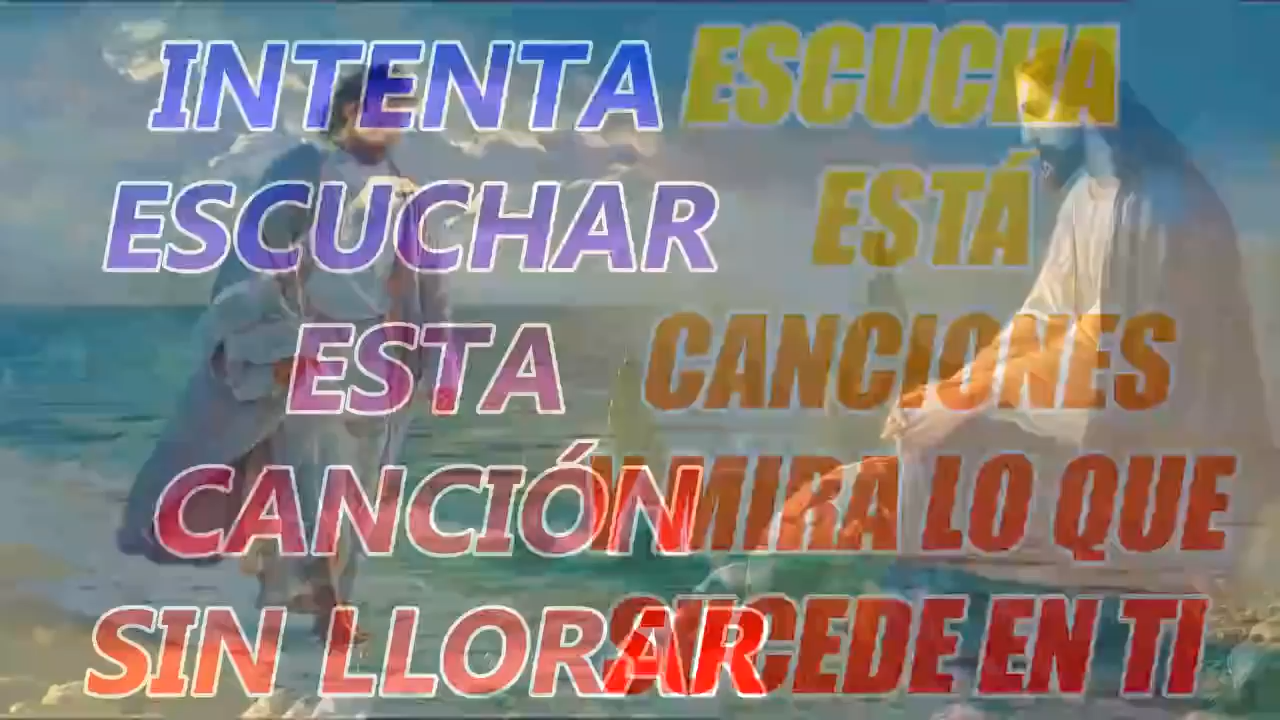 INTENTA
ESCUCHAR
ESTA
CANCIÓN
SIN LLORAR
ESCUCHA
ESTÁ
CANCIONES
MIRA LO QUE
SUCEDE EN TI